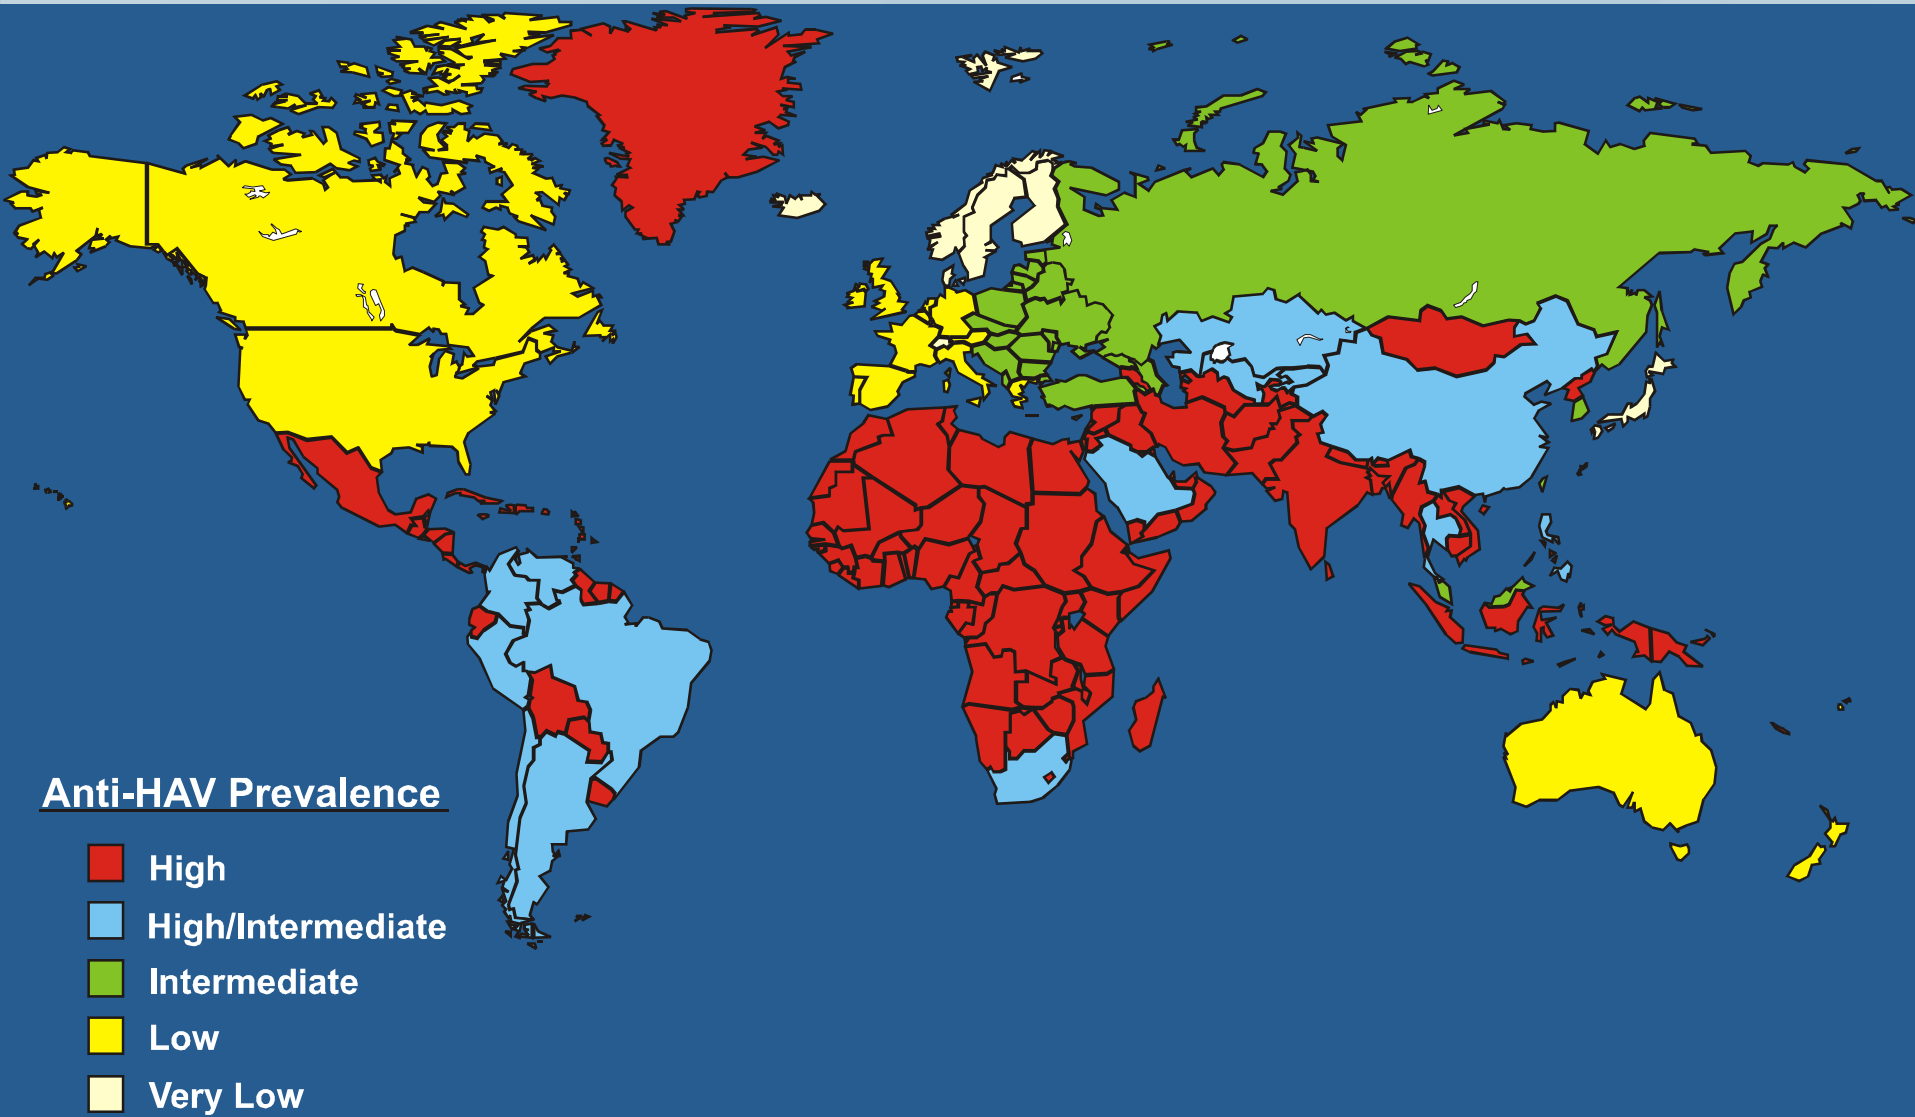 Anti-HAV Prevalence
High
High/Intermediate
Intermediate
Low
Very Low